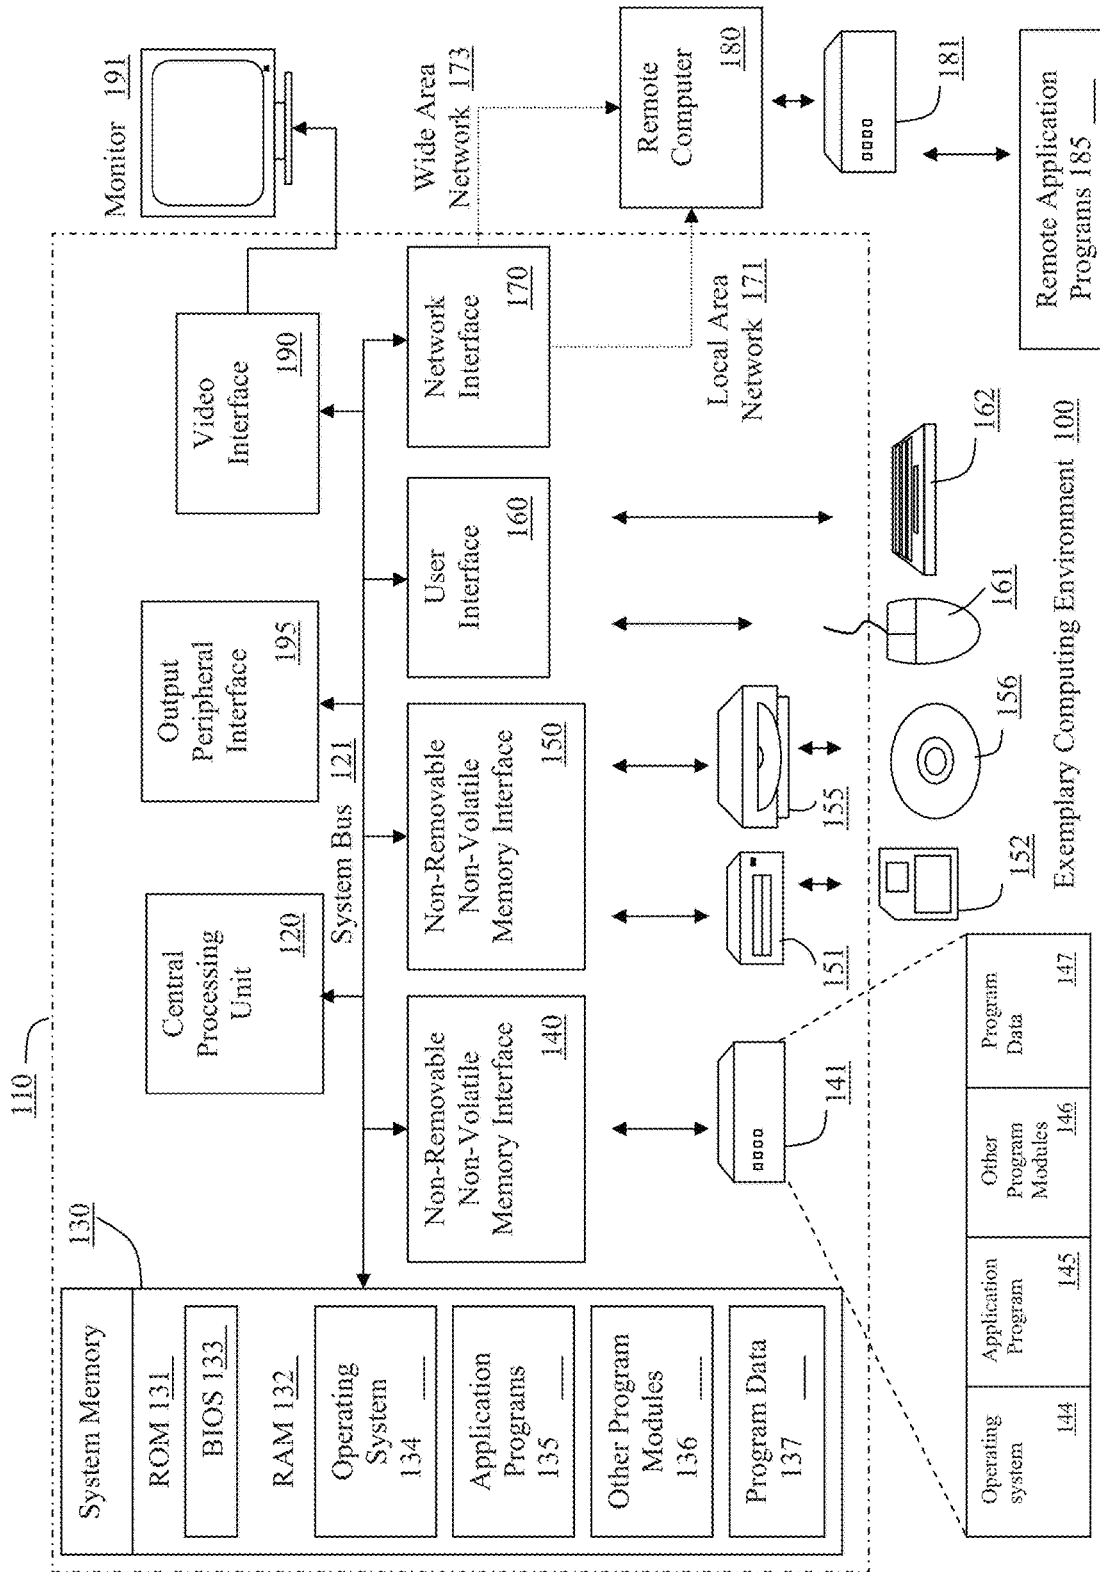 110
130
System Memory
ROM 131
BIOS 133
RAM 132
Operating
System
134
Application
Programs
135
Other Program
Modules
136
Program Data
137
Central
Processing
Unit
120
Output
Peripheral
Interface
195
Video
Interface
190
Monitor 191
System Bus 121
Non-Removable
Non-Volatile
Memory Interface
140
Non-Removable
Non-Volatile
Memory Interface
150
User
Interface
160
Network
Interface
170
Wide Area
Network 173
Local Area
Network 171
Remote
Computer
180
181
Remote Application
Programs 185
141
151
155
152
156
161
162
Operating
system
144
Application
Program
145
Other
Program
Modules
146
Program
Data
147
Exemplary Computing Environment 100